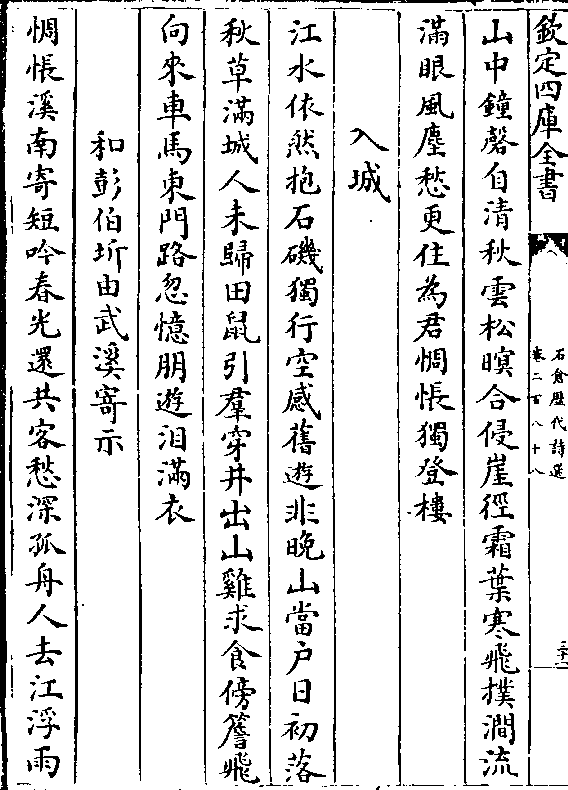 欽定四庫全書
石倉歷代詩選
卷二百八十八
山中鐘磬自清秋雲松暝合侵崖徑霜葉寒飛撲澗流
滿眼風塵愁更住為君惆悵獨登樓
入城
江水依然抱石磯獨行空感舊遊非晚山當户日初落
秋草滿城人未歸田鼠引羣穿井出山雞求食傍簷飛
向來車馬東門路忽憶朋遊泪滿衣
和彭伯圻由武溪寄示
惆悵溪南寄短吟春光還共客愁深孤舟人去江浮雨